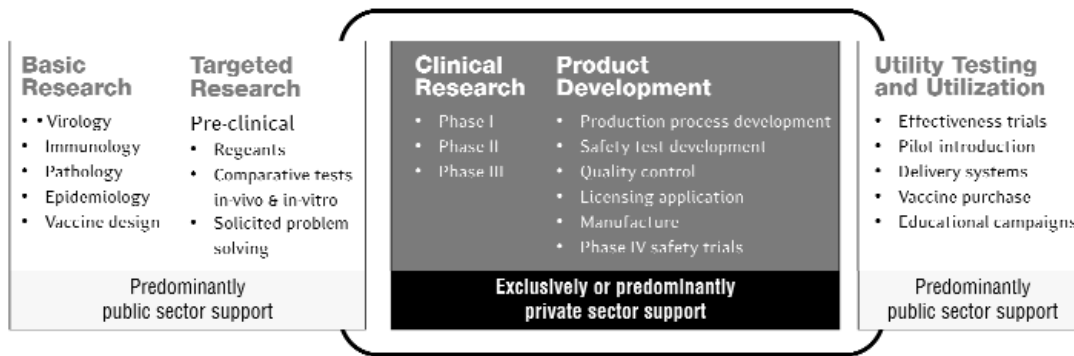 Basic
Research
• • Virology
• Immunology
• Pathology
• Epidemiology
• Vaccine design
Targeted
Research
Pre-clinical
• Regeants
• Comparative tests
in-vivo & in-vitro
• Solicited problem
solving
Predominantly
public sector support
Clinical
Research
• Phase I
• Phase II
• Phase III
Product
Development
• Production process development
• Safety test development
• Quality control
• Licensing application
• Manufacture
• Phase IV safety trials
Exclusively or predominantly
private sector support
Utility Testing
and Utilization
• Effectiveness trials
• Pilot introduction
• Delivery systems
• Vaccine purchase
• Educational campaigns
Predominantly
public sector support